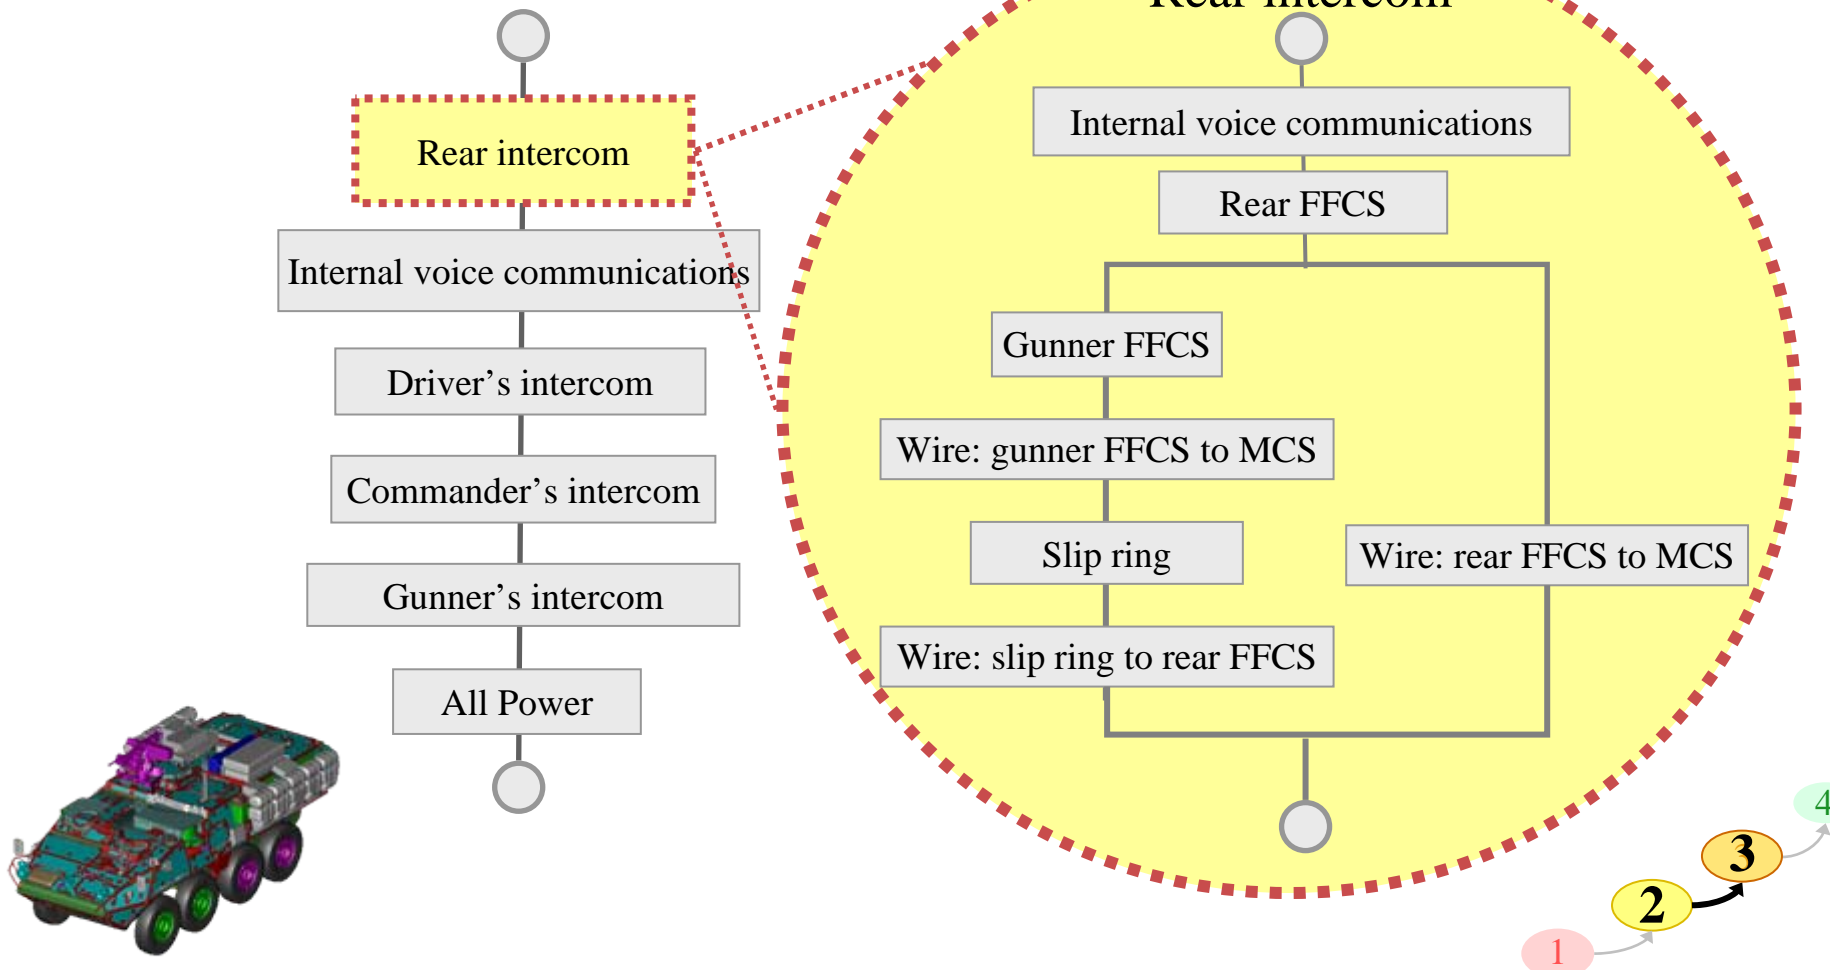 Rear intercom
Internal voice communications
Driver’s intercom
Commander’s intercom
Gunner’s intercom
All Power
Rear intercom
Internal voice communications
Rear FFCS
Gunner FFCS
Wire: gunner FFCS to MCS
Slip ring
Wire: slip ring to rear FFCS
Wire: rear FFCS to MCS
1
2
3
4